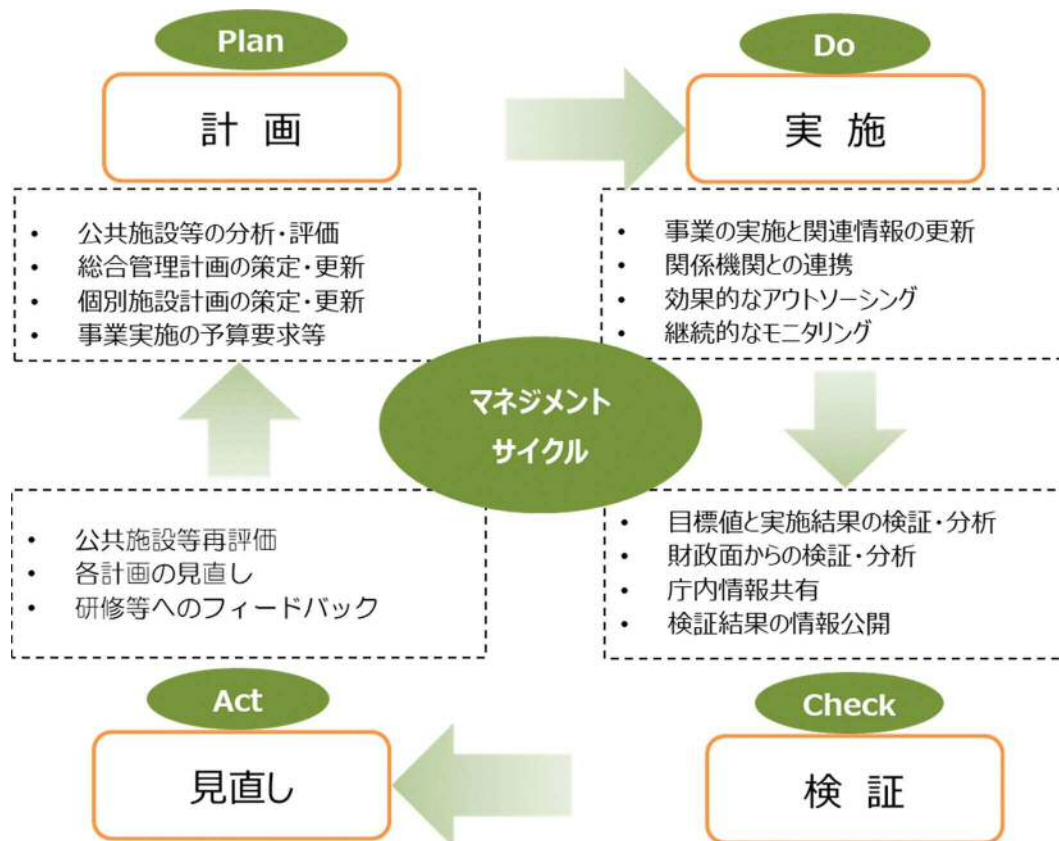 Plan
計 画
• 公共施設等の分析・評価
• 総合管理計画の策定・更新
• 個別施設計画の策定・更新
• 事業実施の予算要求等
Do
実 施
• 事業の実施と関連情報の更新
• 関係機関との連携
• 効果的なアウトソーシング
• 継続的なモニタリング
マネジメント
サイクル
• 目標値と実施結果の検証・分析
• 財政面からの検証・分析
• 庁内情報共有
• 検証結果の情報公開
Check
検 証
• 公共施設等再評価
• 各計画の見直し
• 研修等へのフィードバック
Act
見直し